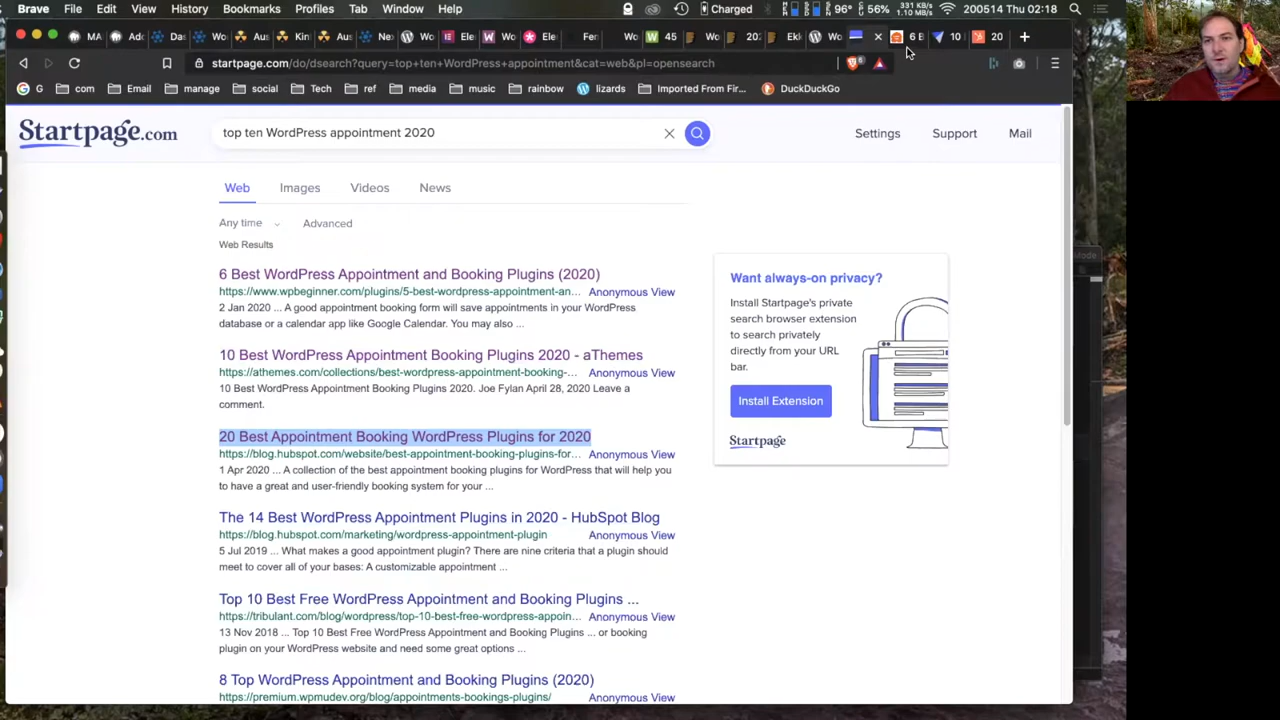 Brave File Edit View History Bookmarks Profiles Tab Window Help Charged 96° 56% 331 KB/s 1.10 MB/s 200514 Thu 02:18
MA Ad Da Wo Au Kin Au Ne Wo Ele W Wo Ele Fer Wo W 45 Wo 202 Ekl Wo 6 B 10 20
startpage.com/do/dsearch?query=top+ten+WordPress+appointment&cat=web&pl=opensearch 6
G com Email manage social Tech ref media music rainbow lizards Imported From Fir... DuckDuckGo
Startpage.com top ten WordPress appointment 2020 Settings Support Mail
Web Images Videos News
Any time Advanced
Web Results
6 Best WordPress Appointment and Booking Plugins (2020)
https://www.wpbeginner.com/plugins/5-best-wordpress-appointment-an... Anonymous View
2 Jan 2020 ... A good appointment booking form will save appointments in your WordPress
database or a calendar app like Google Calendar. You may also ...
10 Best WordPress Appointment Booking Plugins 2020 - aThemes
https://athemes.com/collections/best-wordpress-appointment-booking-... Anonymous View
10 Best WordPress Appointment Booking Plugins 2020. Joe Fylan April 28, 2020 Leave a
comment.
20 Best Appointment Booking WordPress Plugins for 2020
https://blog.hubspot.com/website/best-appointment-booking-plugins-for... Anonymous View
1 Apr 2020 ... A collection of the best appointment booking plugins for WordPress that will help you
to have a great and user-friendly booking system for your ...
The 14 Best WordPress Appointment Plugins in 2020 - HubSpot Blog
https://blog.hubspot.com/marketing/wordpress-appointment-plugin Anonymous View
5 Jul 2019 ... What makes a good appointment plugin? There are nine criteria that a plugin should
meet to cover all of your bases: A customizable appointment ...
Top 10 Best Free WordPress Appointment and Booking Plugins ...
https://tribulant.com/blog/wordpress/top-10-best-free-wordpress-appoin... Anonymous View
13 Nov 2018 ... Top 10 Best Free WordPress Appointment and Booking Plugins ... or booking
plugin on your WordPress website and need some great options ...
8 Top WordPress Appointment and Booking Plugins (2020)
https://premium.wpmudev.org/blog/appointments-bookings-plugins/ Anonymous View
Want always-on privacy?
Install Startpage's private
search browser extension
to search privately
directly from your URL
bar.
Install Extension
Startpage